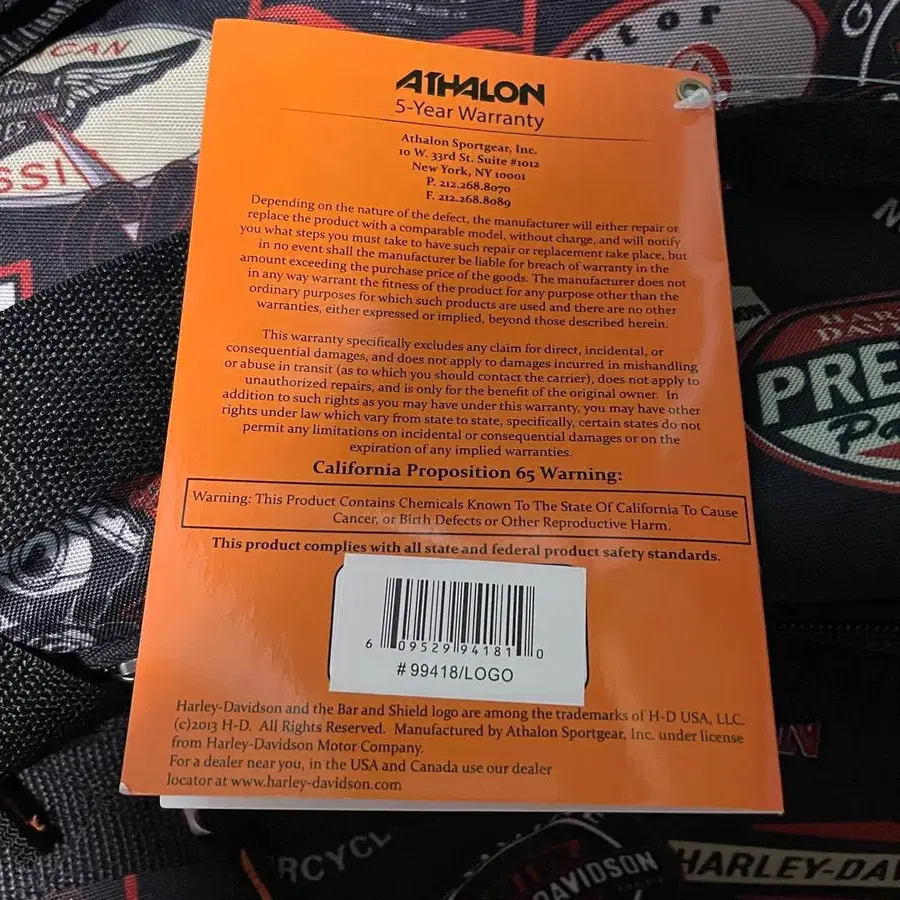 CAN
DAVIDSON
LES
SSI
tor
HAR
DAV
PRE
Pa
ATHALON
5-Year Warranty
Athalon Sportgear, Inc.
10 W. 33rd St. Suite #1012
New York, NY 10001
P. 212.268.8070
F. 212.268.8089
Depending on the nature of the defect, the manufacturer will either repair or
replace the product with a comparable model, without charge, and will notify
you what steps you must take to have such repair or replacement take place, but
in no event shall the manufacturer be liable for breach of warranty in the
amount exceeding the purchase price of the goods. The manufacturer does not
in any way warrant the fitness of the product for any purpose other than the
ordinary purposes for which such products are used and there are no other
warranties, either expressed or implied, beyond those described herein.
This warranty specifically excludes any claim for direct, incidental, or
consequential damages, and does not apply to damages incurred in mishandling
or abuse in transit (as to which you should contact the carrier), does not apply to
unauthorized repairs, and is only for the benefit of the original owner. In
addition to such rights as you may have under this warranty, you may have other
rights under law which vary from state to state, specifically, certain states do not
permit any limitations on incidental or consequential damages or on the
expiration of any implied warranties.
California Proposition 65 Warning:
Warning: This Product Contains Chemicals Known To The State Of California To Cause
Cancer, or Birth Defects or Other Reproductive Harm.
This product complies with all state and federal product safety standards.
6 09529 94181 0
#99418/LOGO
Harley-Davidson and the Bar and Shield logo are among the trademarks of H-D USA, LLC.
(c)2013 H-D. All Rights Reserved. Manufactured by Athalon Sportgear, Inc. under license
from Harley-Davidson Motor Company.
For a dealer near you, in the USA and Canada use our dealer
locator at www.harley-davidson.com
RCYCL
DAVIDSON
HARLEY-DA